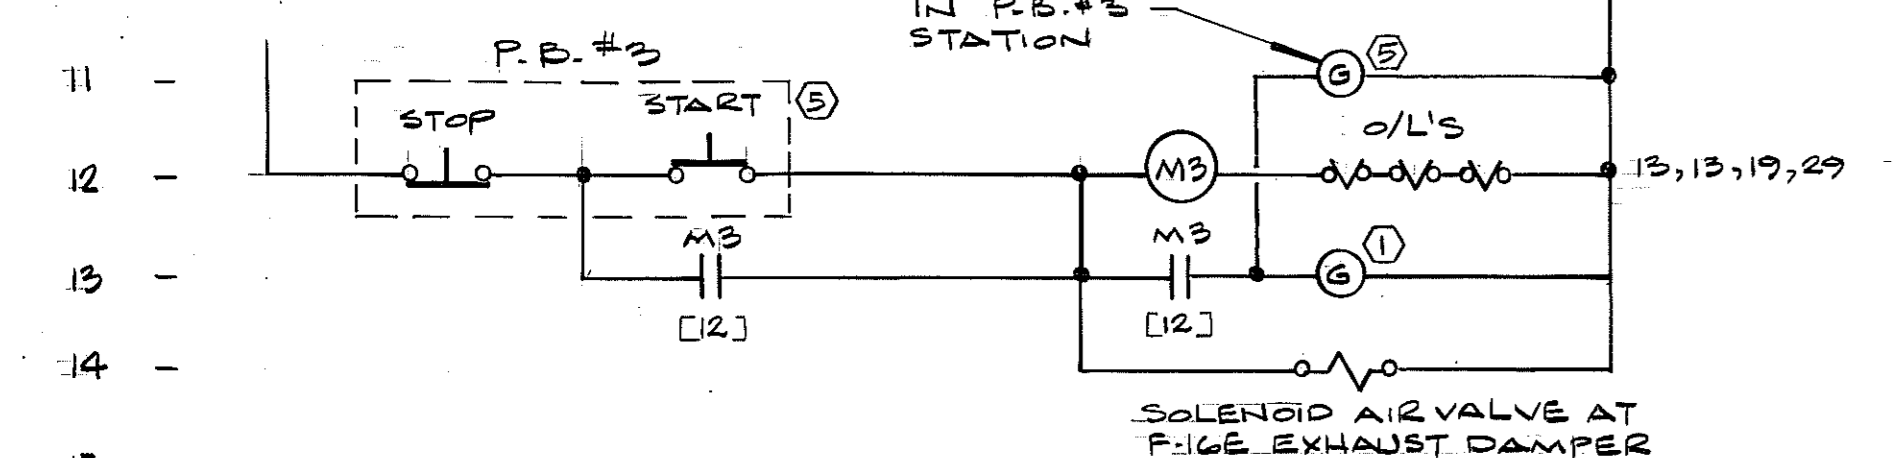 IN P.B.#3
STATION
P.B.#3
11
G
5
STOP
START
5
O/L'S
12
M3
13,13,19,29
M3
M3
1
13
G
[12]
[12]
14
SOLENOID AIR VALVE AT
F-16E EXHAUST DAMPER